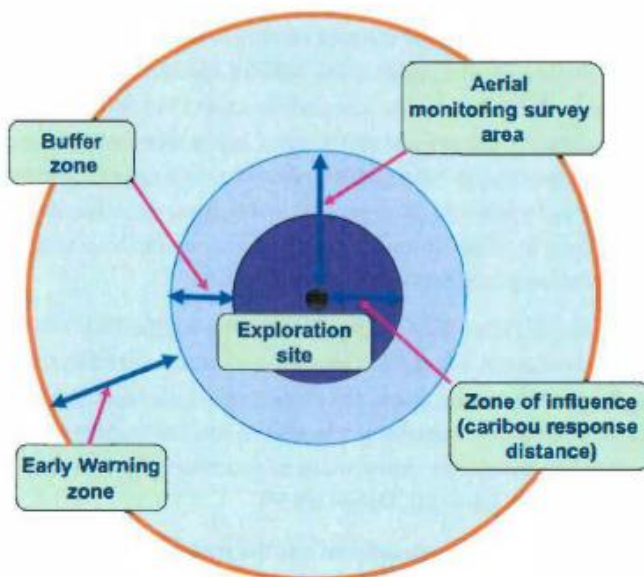 Aerial
monitoring survey
area
Buffer
zone
Exploration
site
Zone of influence
(caribou response
distance)
Early Warning
zone